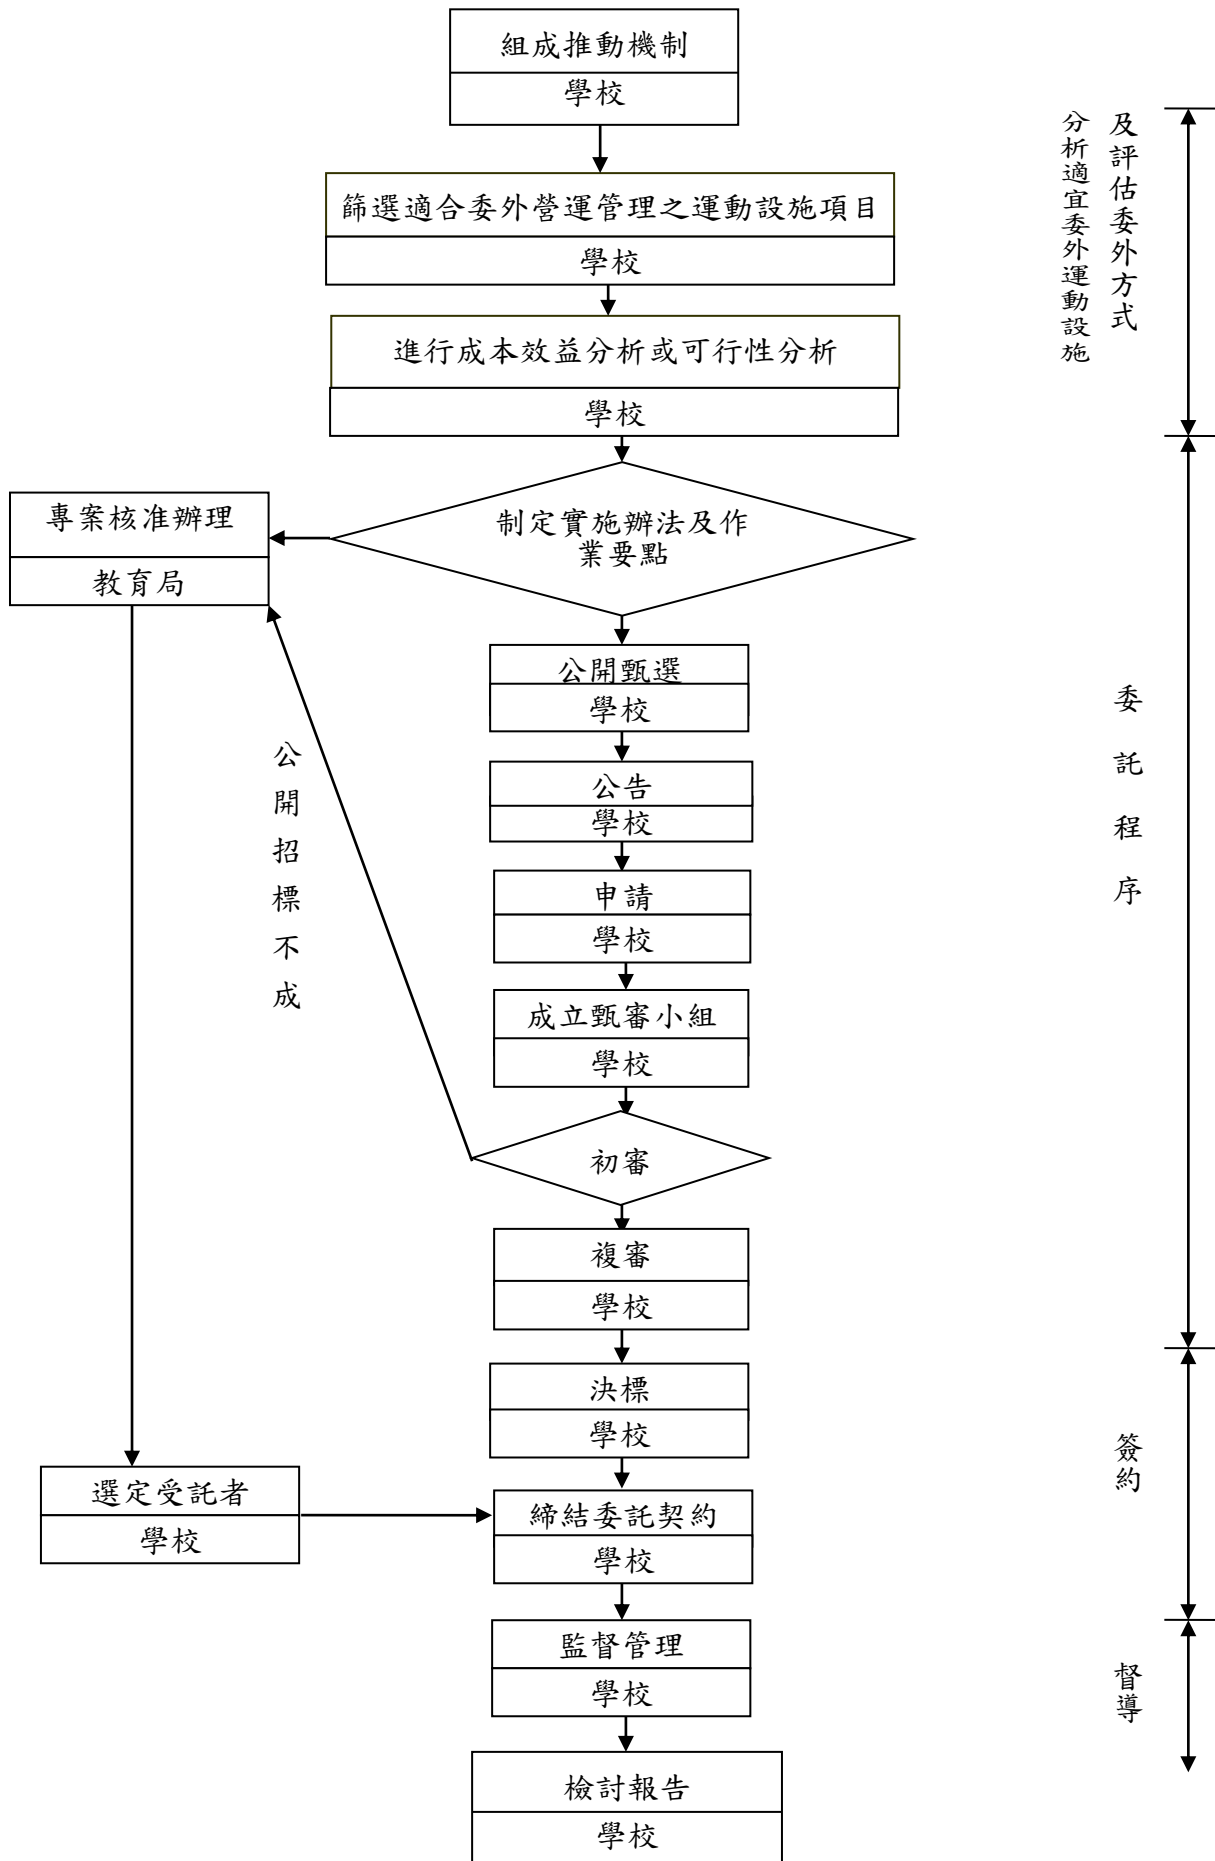 組成推動機制
學校
篩選適合委外營運管理之運動設施項目
學校
進行成本效益分析或可行性分析
學校
分析適宜委外運動設施
及評估委外方式
制定實施辦法及作
業要點
專案核准辦理
教育局
公開甄選
學校
公告
學校
申請
學校
成立甄審小組
學校
公開招標不成
初審
複審
學校
委託程序
決標
學校
選定受託者
學校
締結委託契約
學校
簽約
監督管理
學校
督導
檢討報告
學校